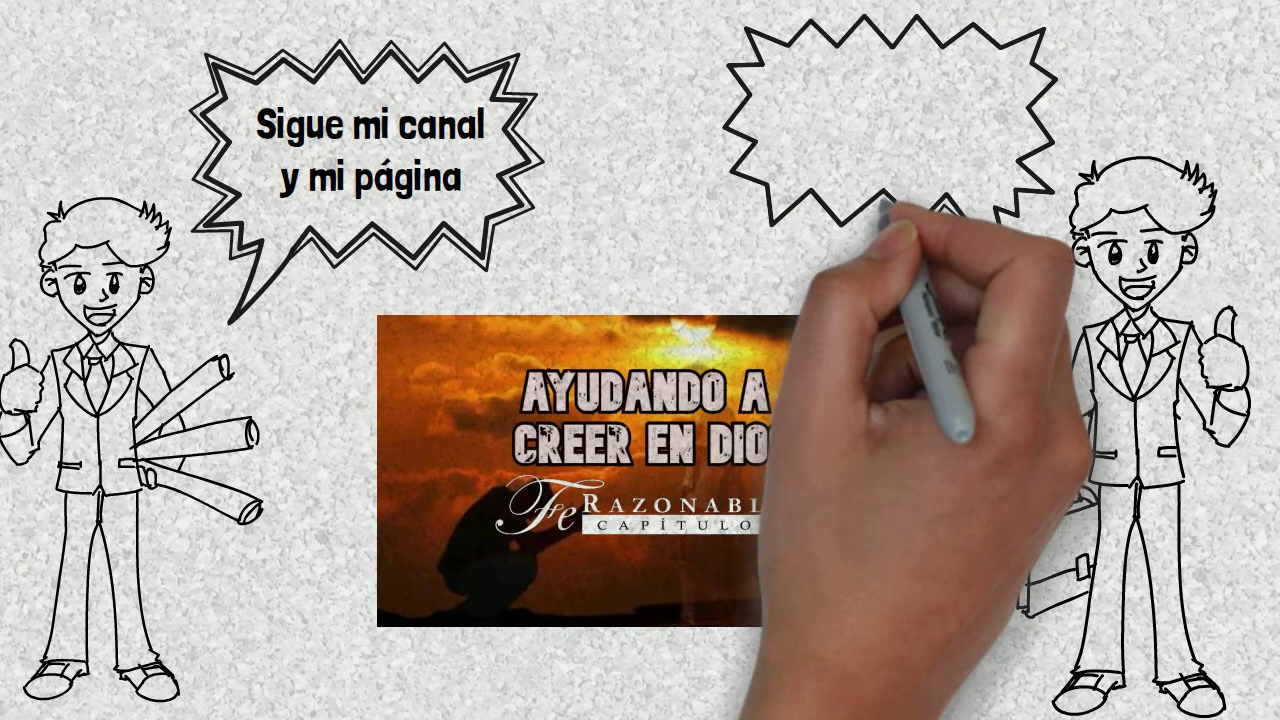 Sigue mi canal
y mi página
AYUDANDO A
CREER EN DIO
Fe RAZONABL
CAPÍTULO